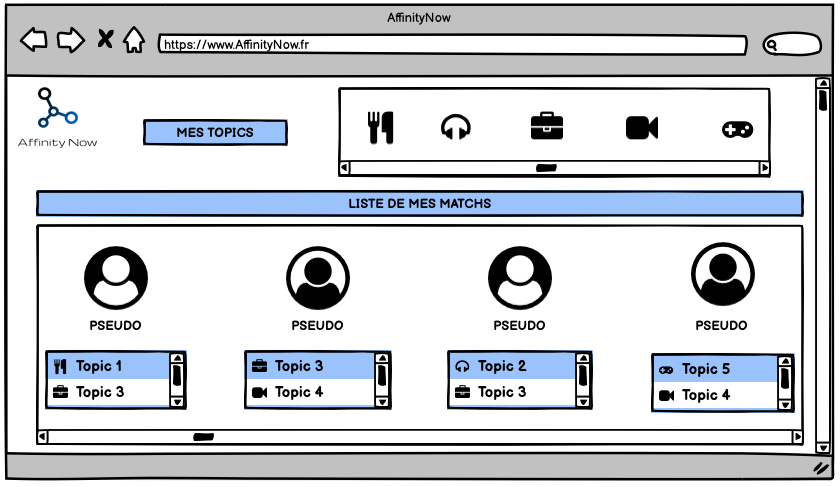 AffinityNow
https://www.AffinityNow.fr
Affinity Now
MES TOPICS
LISTE DE MES MATCHS
PSEUDO
PSEUDO
PSEUDO
PSEUDO
Topic 1
Topic 3
Topic 3
Topic 4
Topic 2
Topic 3
Topic 5
Topic 4